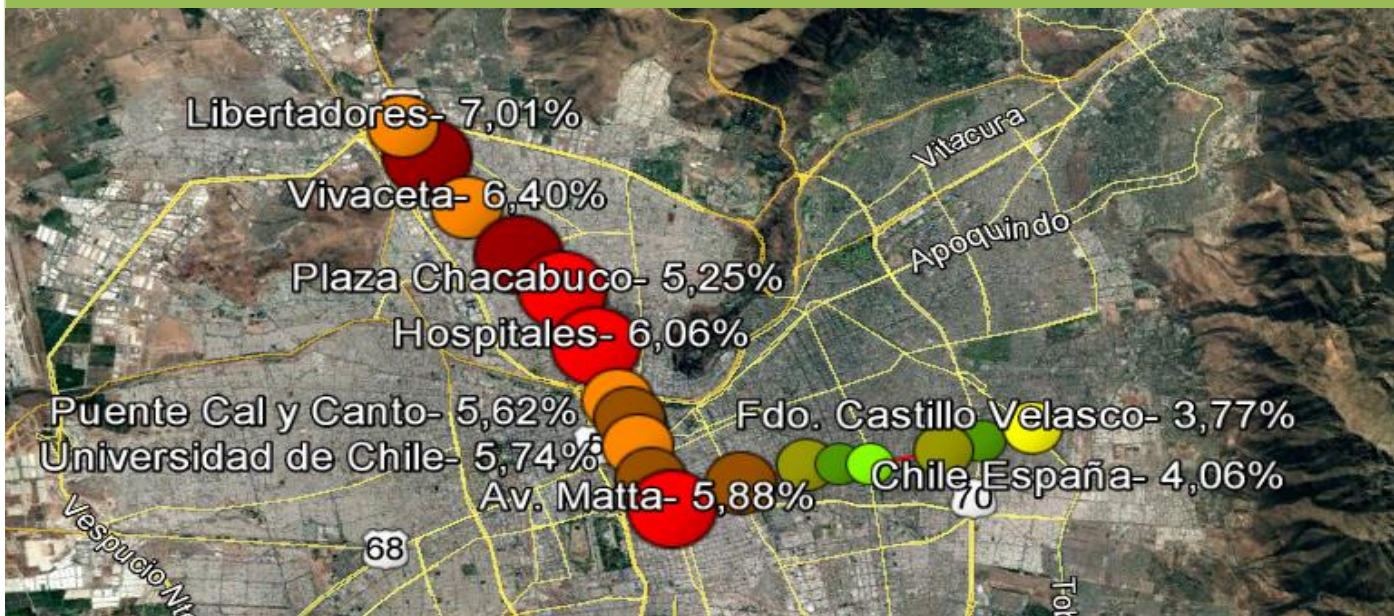 Libertadores- 7,01%
Vitacura
Vivaceta- 6,40%
Apoquindo
Plaza Chacabuco- 5,25%
Hospitales- 6,06%
Puente Cal y Canto- 5,62%
Fdo. Castillo Velasco- 3,77%
Universidad de Chile- 5,74%
Chile España- 4,06%
Av. Matta- 5,88%
70
68
Vespucio Nte